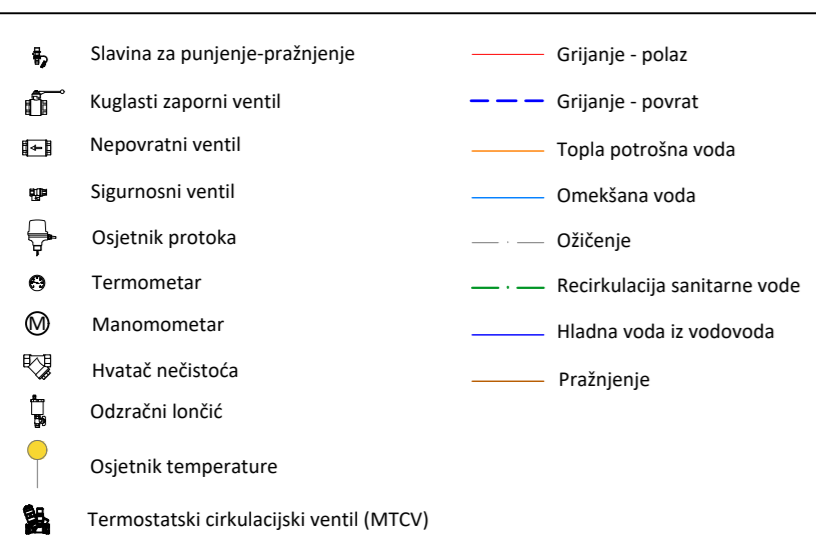 Slavina za punjenje-pražnjenje
Kuglasti zaporni ventil
Nepovratni ventil
Sigurnosni ventil
Osjetnik protoka
Termometar
M
Manomometar
Hvatač nečistoća
Odzračni lončić
Osjetnik temperature
Termostatski cirkulacijski ventil (MTCV)
Grijanje - polaz
Grijanje - povrat
Topla potrošna voda
Omekšana voda
Ožičenje
Recirkulacija sanitarne vode
Hladna voda iz vodovoda
Pražnjenje